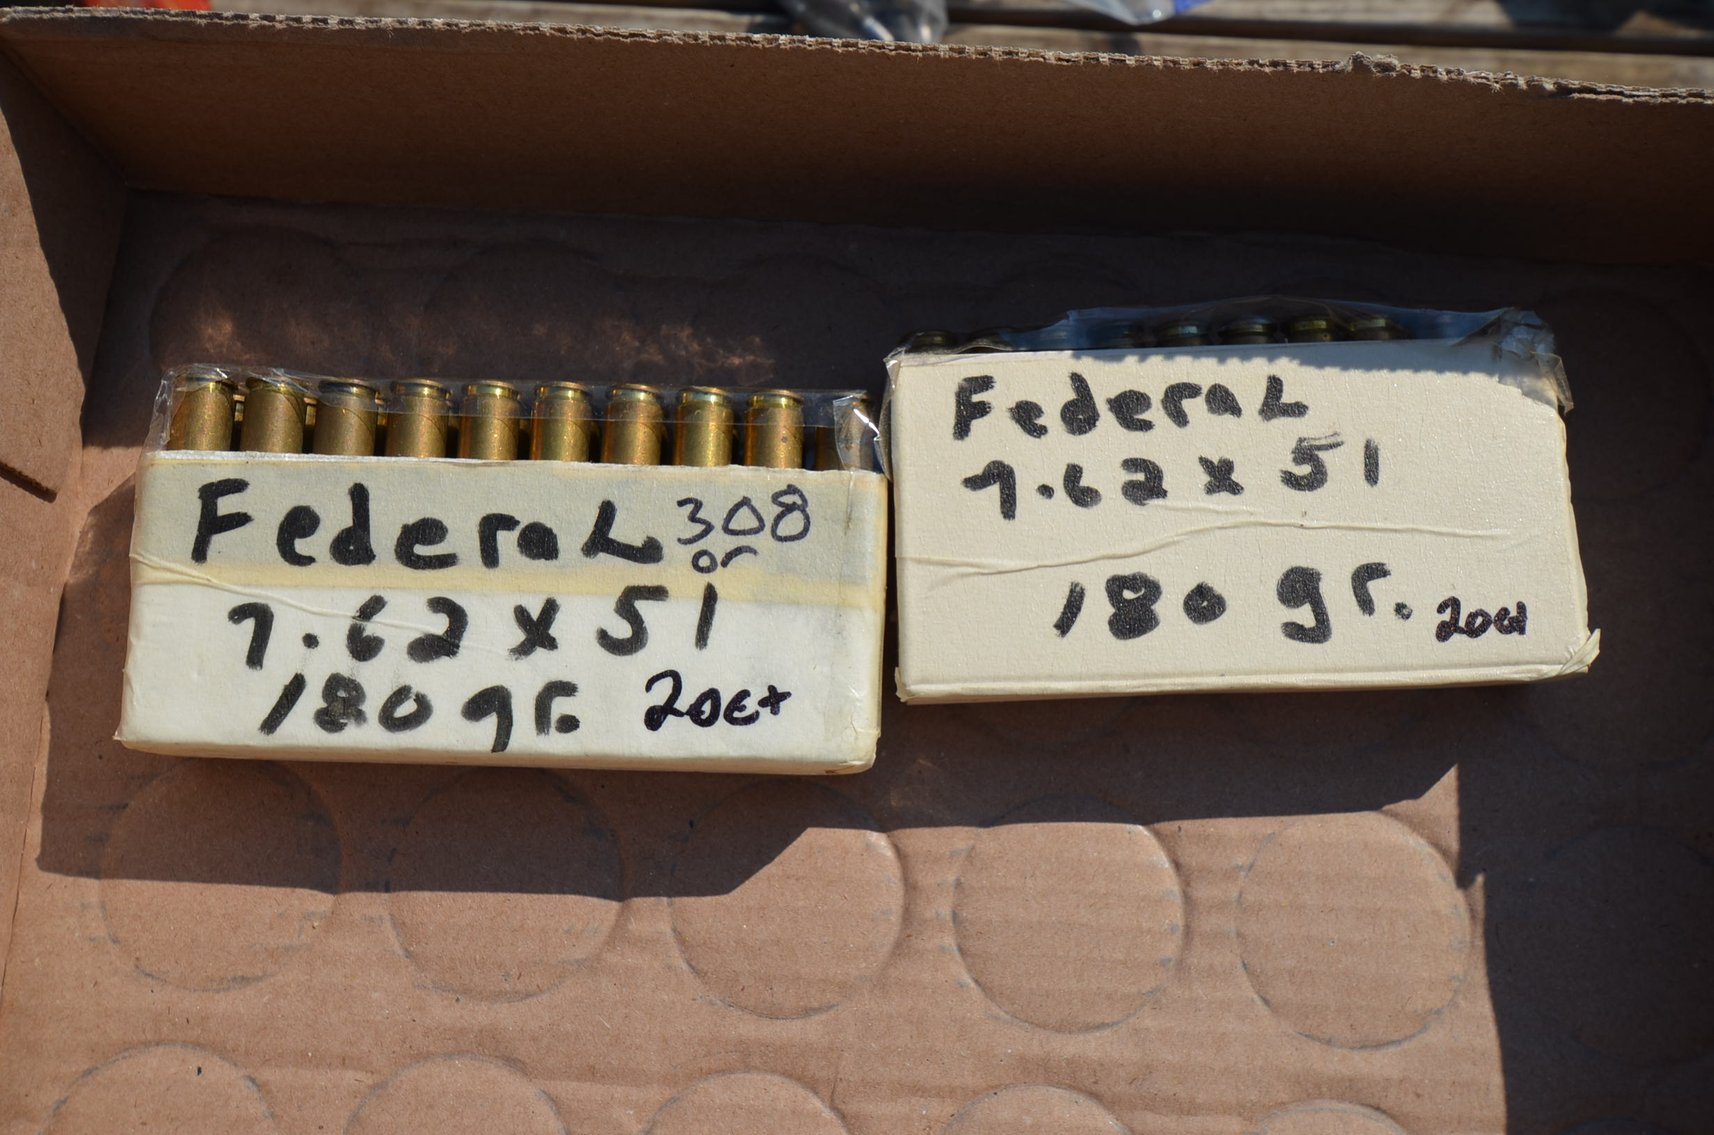 Federal 308
or
7.62 x 51
180 gr. 20ct
Federal
7.62 x 51
180 gr. 20ct